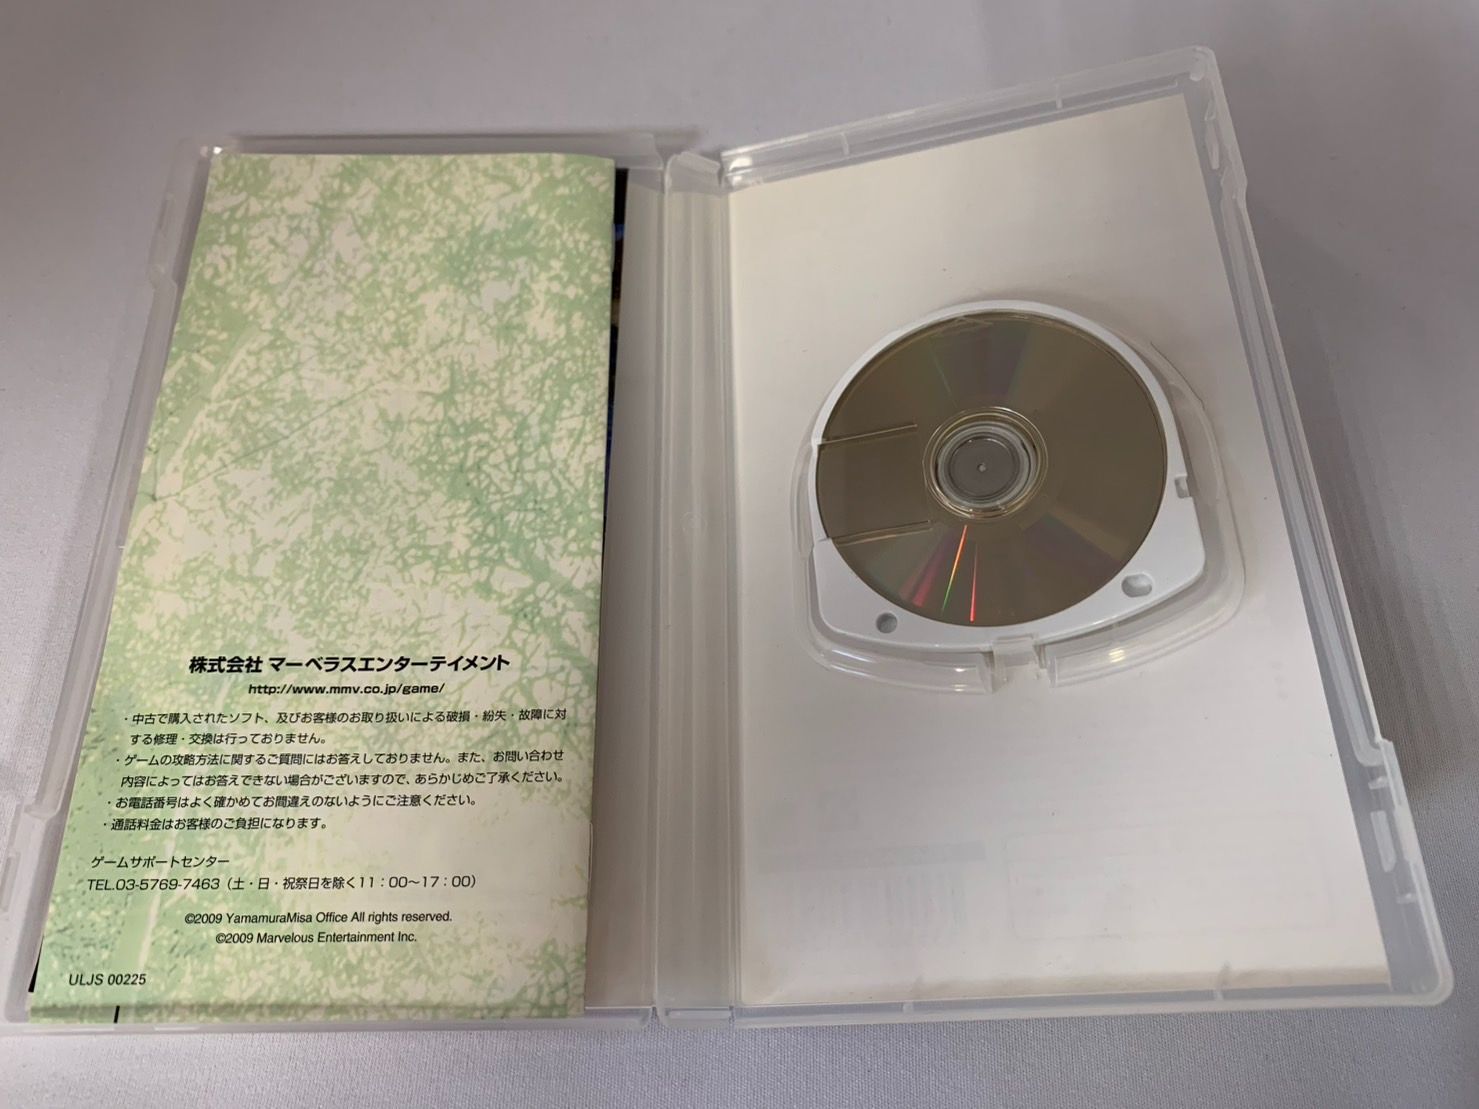 株式会社 マーベラスエンターテイメント
http://www.mmv.co.jp/game/
・中古で購入されたソフト、及びお客様のお取り扱いによる破損・紛失・故障に対
する修理・交換は行っておりません。
・ゲームの攻略方法に関するご質問にはお答えしておりません。また、お問い合わせ
内容によってはお答えできない場合がございますので、あらかじめご了承ください。
・お電話番号はよく確かめてお間違えのないようにご注意ください。
・通話料金はお客様のご負担になります。
ゲームサポートセンター
TEL.03-5769-7463（土・日・祝祭日を除く11：00〜17：00）
©2009 YamamuraMisa Office All rights reserved.
©2009 Marvelous Entertainment Inc.
ULJS 00225